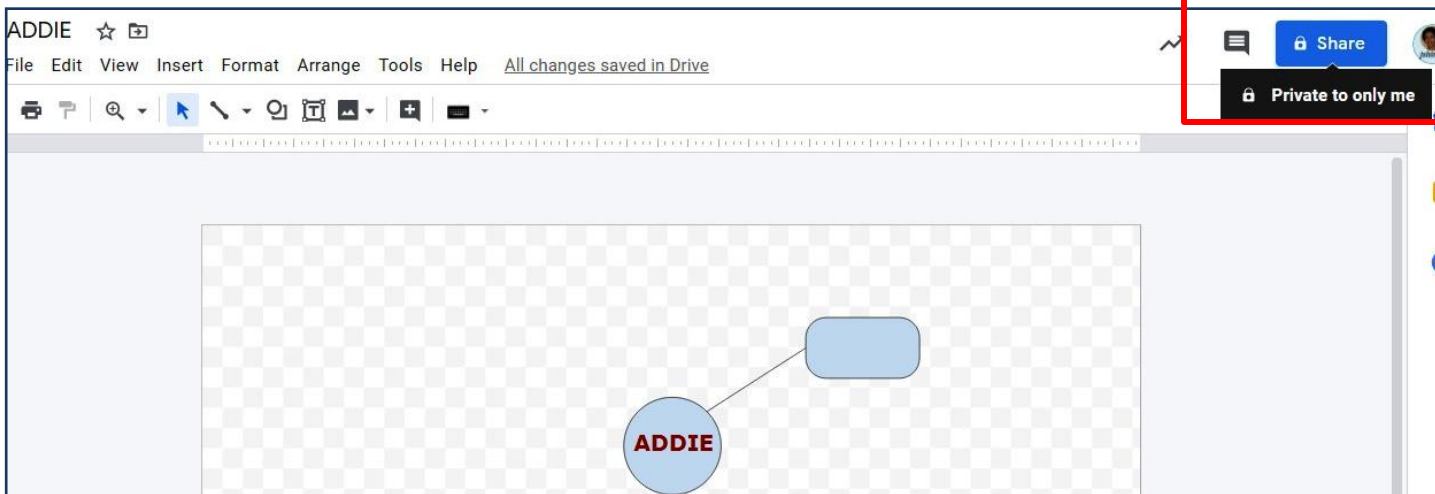 ADDIE
Share
File Edit View Insert Format Arrange Tools Help All changes saved in Drive
Private to only me
ADDIE